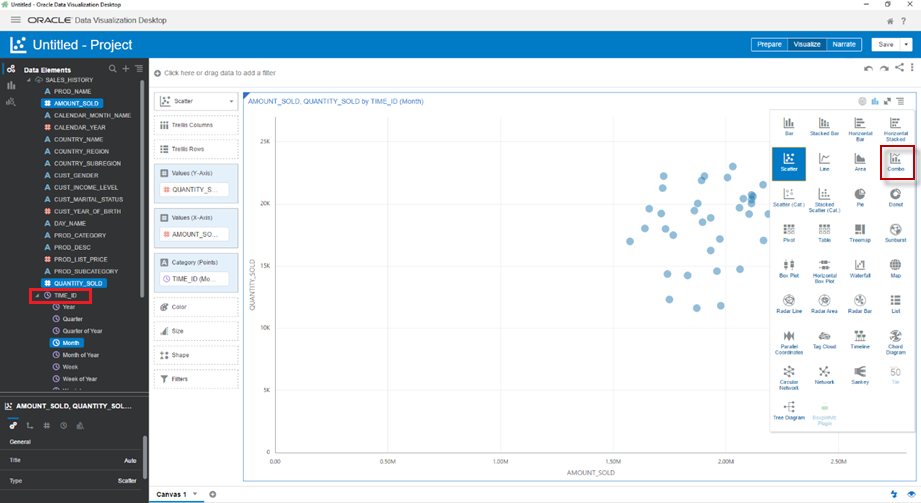 Untitled - Oracle Data Visualization Desktop
ORACLE Data Visualization Desktop
?
Untitled - Project
Prepare Visualize Narrate
Save
Data Elements
SALES_HISTORY
A PROD_NAME
AMOUNT_SOLD
A CALENDAR_MONTH_NAME
CALENDAR_YEAR
A COUNTRY_NAME
A COUNTRY_REGION
A COUNTRY_SUBREGION
A CUST_GENDER
A CUST_INCOME_LEVEL
A CUST_MARITAL_STATUS
CUST_YEAR_OF_BIRTH
A DAY_NAME
A PROD_CATEGORY
A PROD_DESC
PROD_LIST_PRICE
A PROD_SUBCATEGORY
QUANTITY_SOLD
TIME_ID
Year
Quarter
Quarter of Year
Month
Month of Year
Week
Week of Year
AMOUNT_SOLD, QUANTITY_SOL...
General
Title Auto
Type Scatter
Click here or drag data to add a filter
Scatter
Trellis Columns
Trellis Rows
Values (Y-Axis)
QUANTITY_S...
Values (X-Axis)
AMOUNT_SO...
Category (Points)
TIME_ID (Mo...
Color
Size
Shape
Filters
AMOUNT_SOLD, QUANTITY_SOLD by TIME_ID (Month)
25K
20K
15K
10K
5K
0
QUANTITY_SOLD
0.00 0.50M 1.00M 1.50M 2.00M 2.50M
AMOUNT_SOLD
Bar
Stacked Bar
Horizontal Bar
Horizontal Stacked
Scatter
Line
Area
Combo
Scatter (Cat.)
Stacked Scatter (Cat.)
Pie
Donut
Pivot
Table
Treemap
Sunburst
Box Plot
Horizontal Box Plot
Waterfall
Map
Radar Line
Radar Area
Radar Bar
List
Parallel Coordinates
Tag Cloud
Timeline
Chord Diagram
Circular Network
Network
Sankey
50
Tile
Tree Diagram
Plugin
Canvas 1